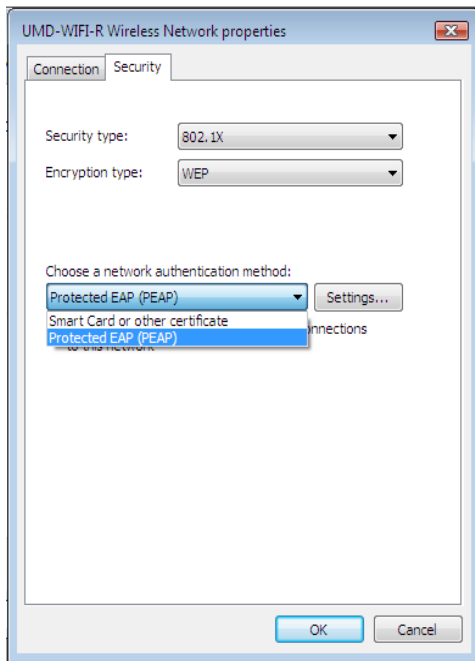 UMD-WIFI-R Wireless Network properties
Connection Security
Security type: 802.1X
Encryption type: WEP
Choose a network authentication method:
Protected EAP (PEAP) Settings...
Smart Card or other certificate
Protected EAP (PEAP)
to this network
OK Cancel